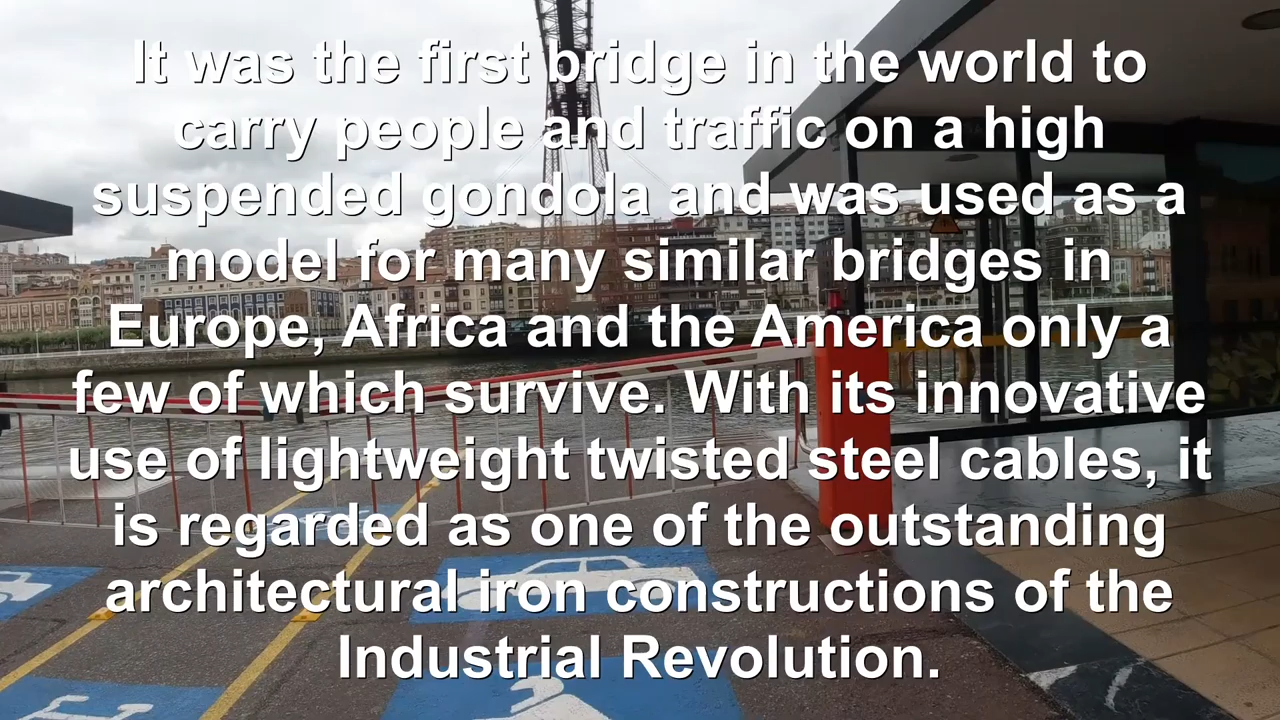 It was the first bridge in the world to
carry people and traffic on a high
suspended gondola and was used as a
model for many similar bridges in
Europe, Africa and the America only a
few of which survive. With its innovative
use of lightweight twisted steel cables, it
is regarded as one of the outstanding
architectural iron constructions of the
Industrial Revolution.